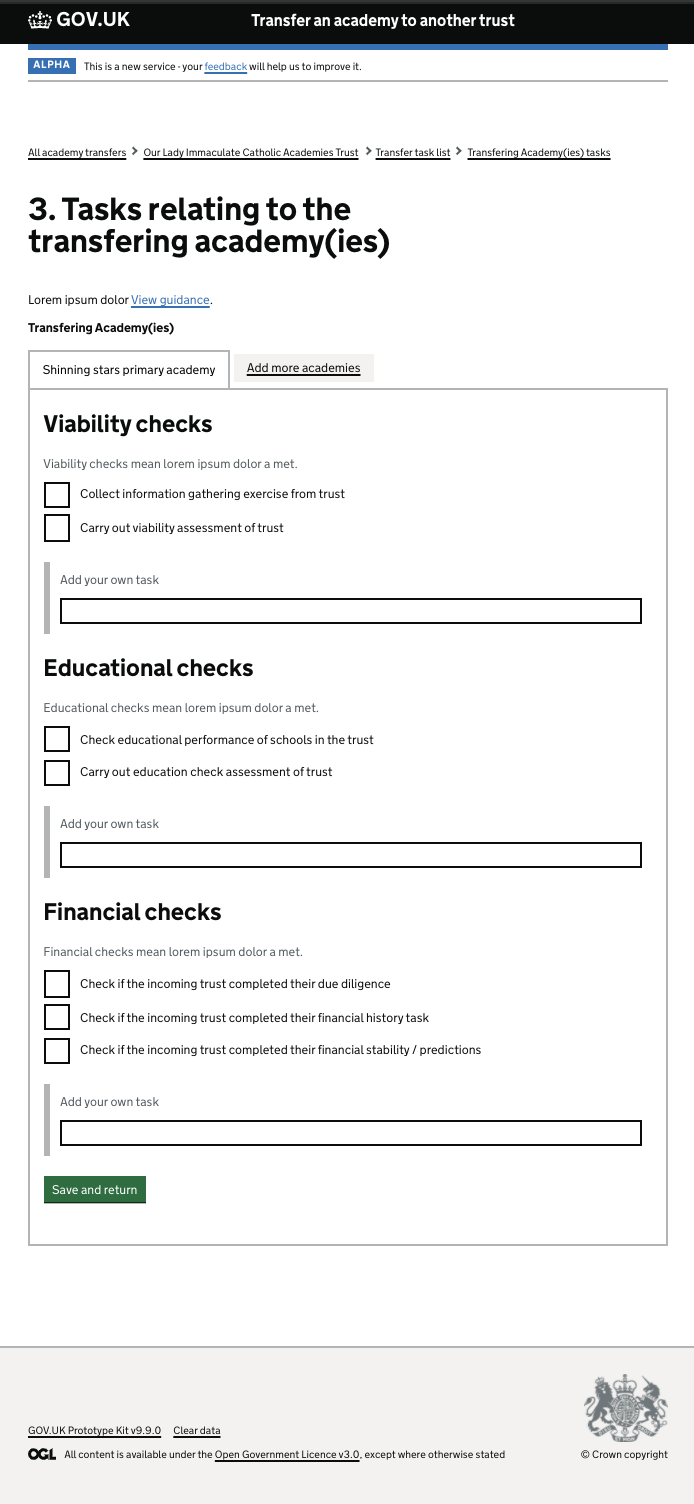 GOV.UK Transfer an academy to another trust
ALPHA This is a new service - your feedback will help us to improve it.
All academy transfers > Our Lady Immaculate Catholic Academies Trust > Transfer task list > Transfering Academy(ies) tasks
3. Tasks relating to the
transfering academy(ies)
Lorem ipsum dolor View guidance.
Transfering Academy(ies)
Shinning stars primary academy Add more academies
Viability checks
Viability checks mean lorem ipsum dolor a met.
Collect information gathering exercise from trust
Carry out viability assessment of trust
Add your own task
Educational checks
Educational checks mean lorem ipsum dolor a met.
Check educational performance of schools in the trust
Carry out education check assessment of trust
Add your own task
Financial checks
Financial checks mean lorem ipsum dolor a met.
Check if the incoming trust completed their due diligence
Check if the incoming trust completed their financial history task
Check if the incoming trust completed their financial stability / predictions
Add your own task
Save and return
GOV.UK Prototype Kit v9.9.0 Clear data
OGL All content is available under the Open Government Licence v3.0, except where otherwise stated © Crown copyright